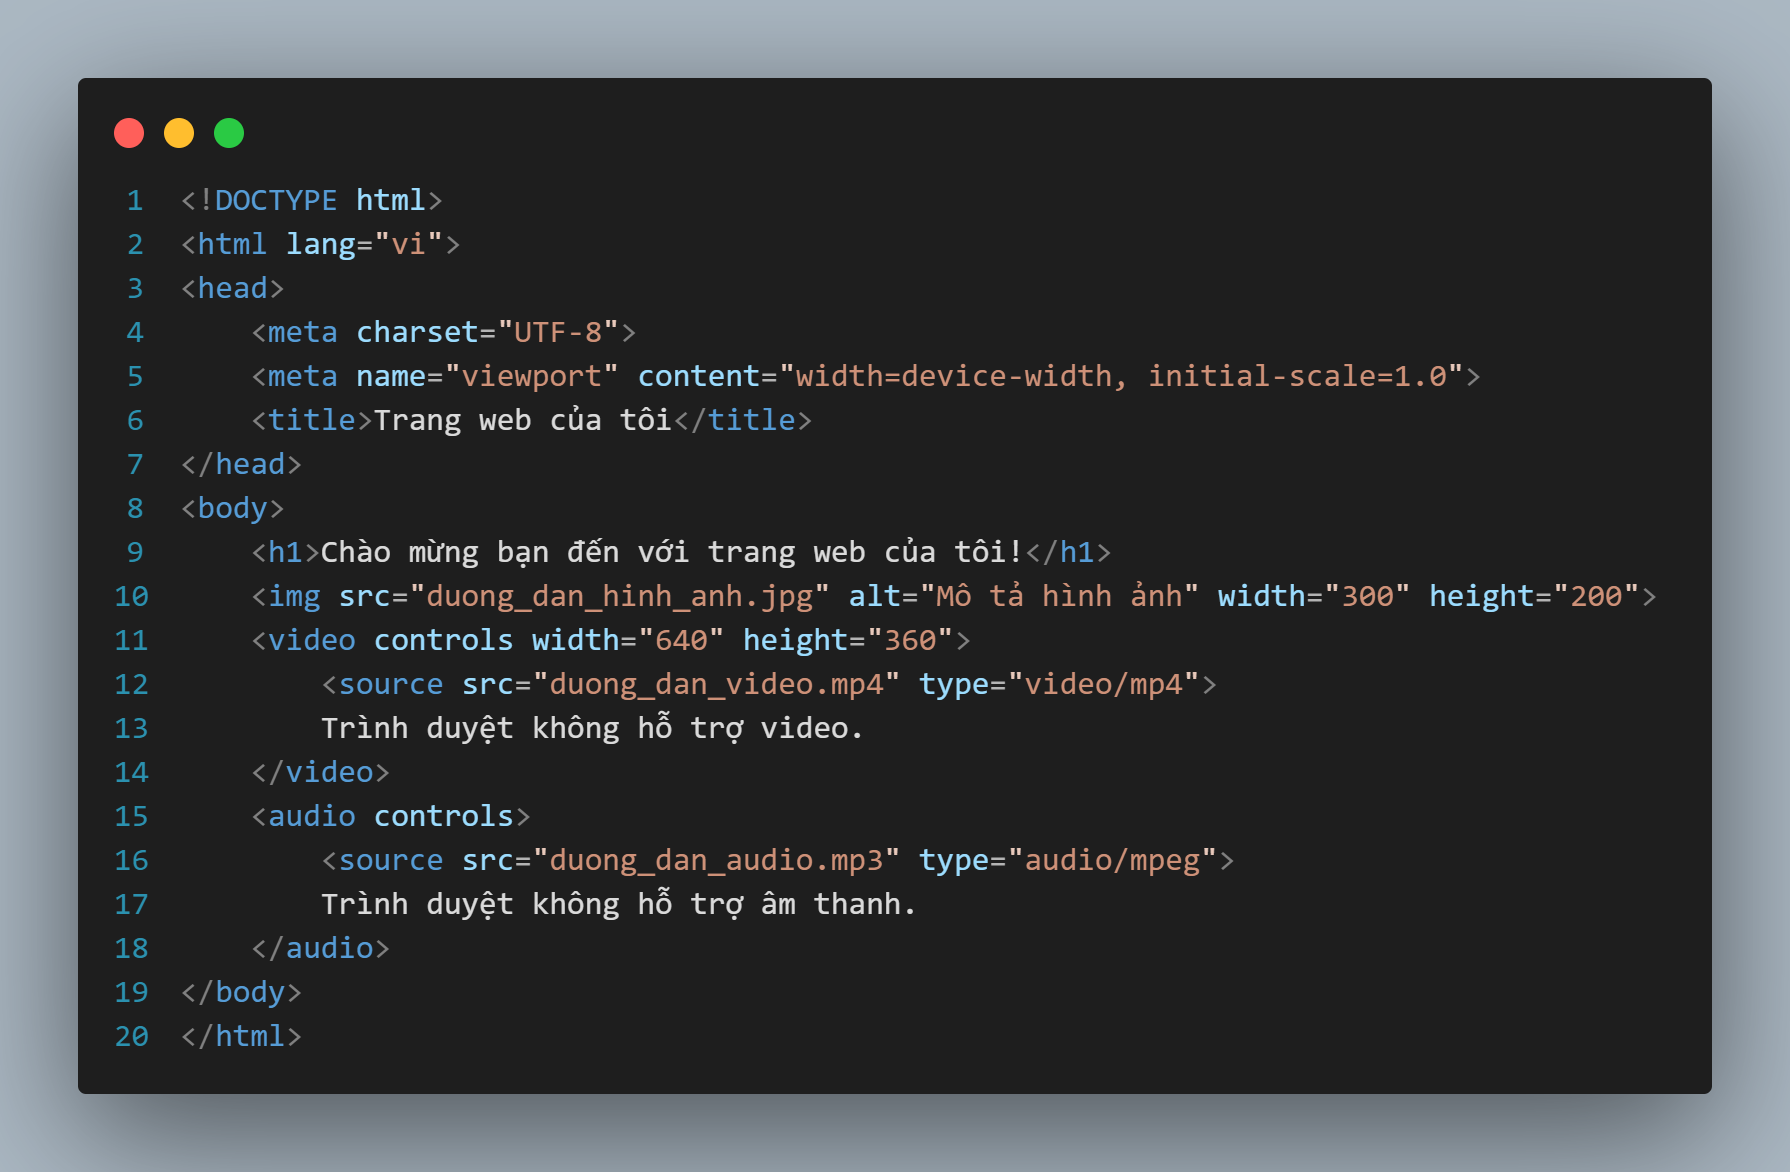 1 <!DOCTYPE html>
2 <html lang="vi">
3 <head>
4     <meta charset="UTF-8">
5     <meta name="viewport" content="width=device-width, initial-scale=1.0">
6     <title>Trang web của tôi</title>
7 </head>
8 <body>
9     <h1>Chào mừng bạn đến với trang web của tôi!</h1>
10     <img src="duong_dan_hinh_anh.jpg" alt="Mô tả hình ảnh" width="300" height="200">
11     <video controls width="640" height="360">
12         <source src="duong_dan_video.mp4" type="video/mp4">
13         Trình duyệt không hỗ trợ video.
14     </video>
15     <audio controls>
16         <source src="duong_dan_audio.mp3" type="audio/mpeg">
17         Trình duyệt không hỗ trợ âm thanh.
18     </audio>
19 </body>
20 </html>